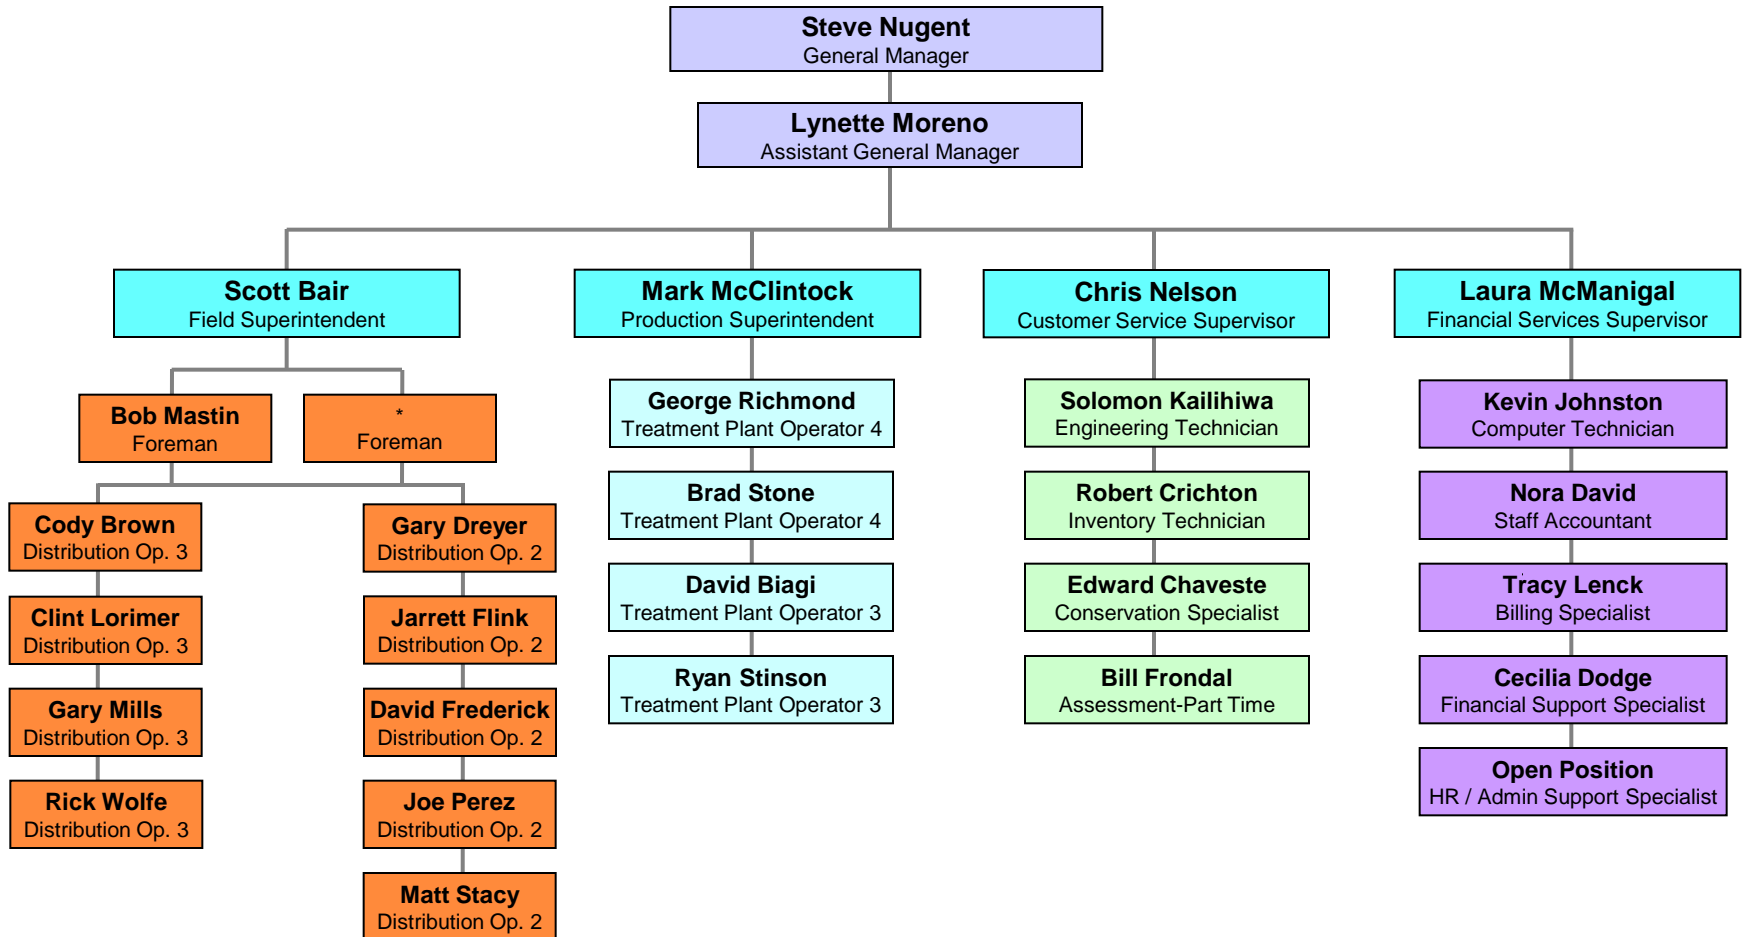 Steve Nugent
General Manager
Lynette Moreno
Assistant General Manager
Scott Bair
Field Superintendent
Mark McClintock
Production Superintendent
Chris Nelson
Customer Service Supervisor
Laura McManigal
Financial Services Supervisor
Bob Mastin
Foreman
*
Foreman
Cody Brown
Distribution Op. 3
Clint Lorimer
Distribution Op. 3
Gary Mills
Distribution Op. 3
Rick Wolfe
Distribution Op. 3
Gary Dreyer
Distribution Op. 2
Jarrett Flink
Distribution Op. 2
David Frederick
Distribution Op. 2
Joe Perez
Distribution Op. 2
Matt Stacy
Distribution Op. 2
George Richmond
Treatment Plant Operator 4
Brad Stone
Treatment Plant Operator 4
David Biagi
Treatment Plant Operator 3
Ryan Stinson
Treatment Plant Operator 3
Solomon Kailihiwa
Engineering Technician
Robert Crichton
Inventory Technician
Edward Chaveste
Conservation Specialist
Bill Frondal
Assessment-Part Time
Kevin Johnston
Computer Technician
Nora David
Staff Accountant
Tracy Lenck
Billing Specialist
Cecilia Dodge
Financial Support Specialist
Open Position
HR / Admin Support Specialist